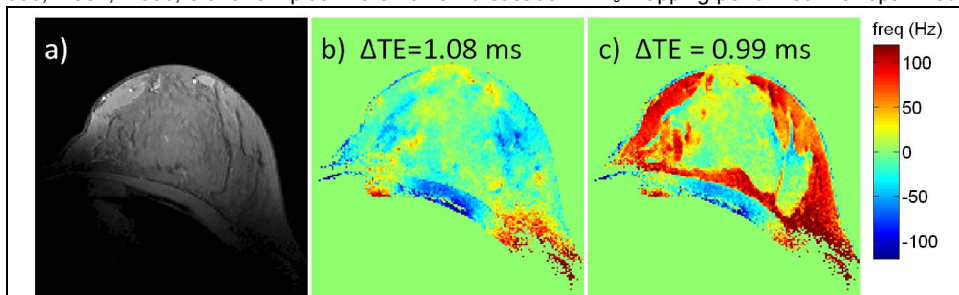 freq (Hz)
a)
b) ΔTE=1.08 ms
c) ΔTE = 0.99 ms
100
50
0
-50
-100